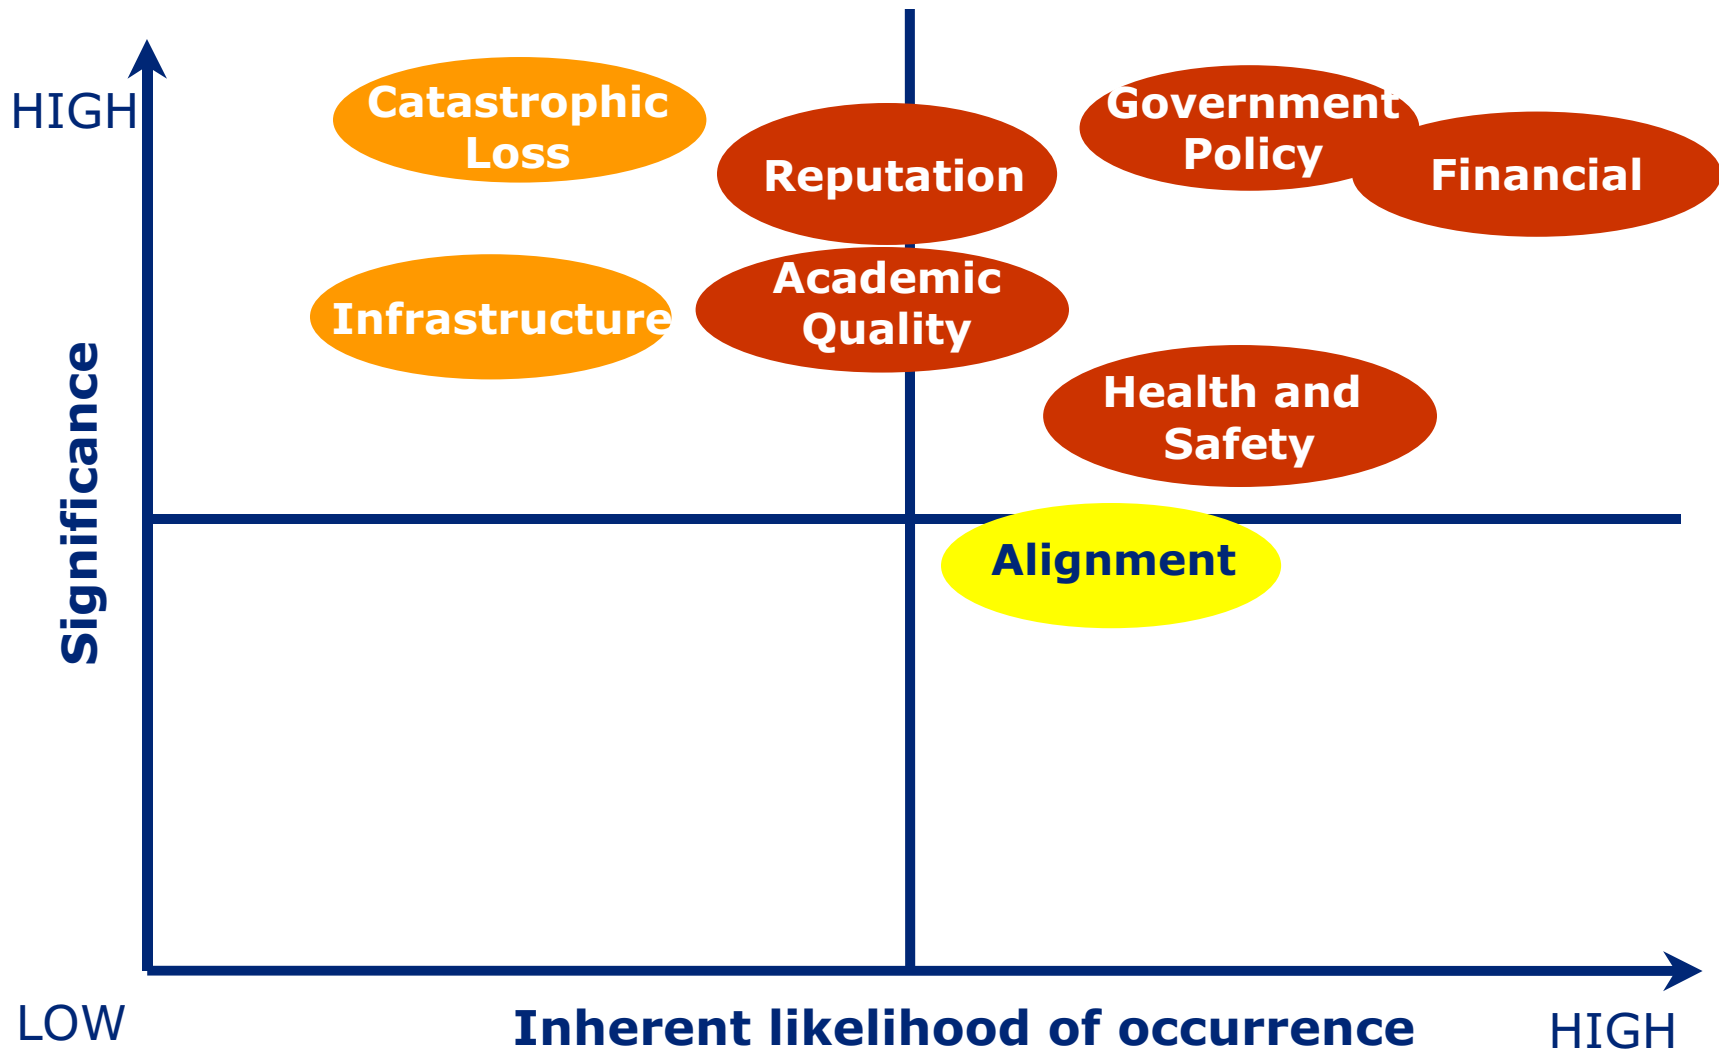 HIGH
Catastrophic
Loss
Reputation
Government
Policy
Financial
Infrastructure
Academic
Quality
Health and
Safety
Significance
Alignment
LOW
Inherent likelihood of occurrence
HIGH